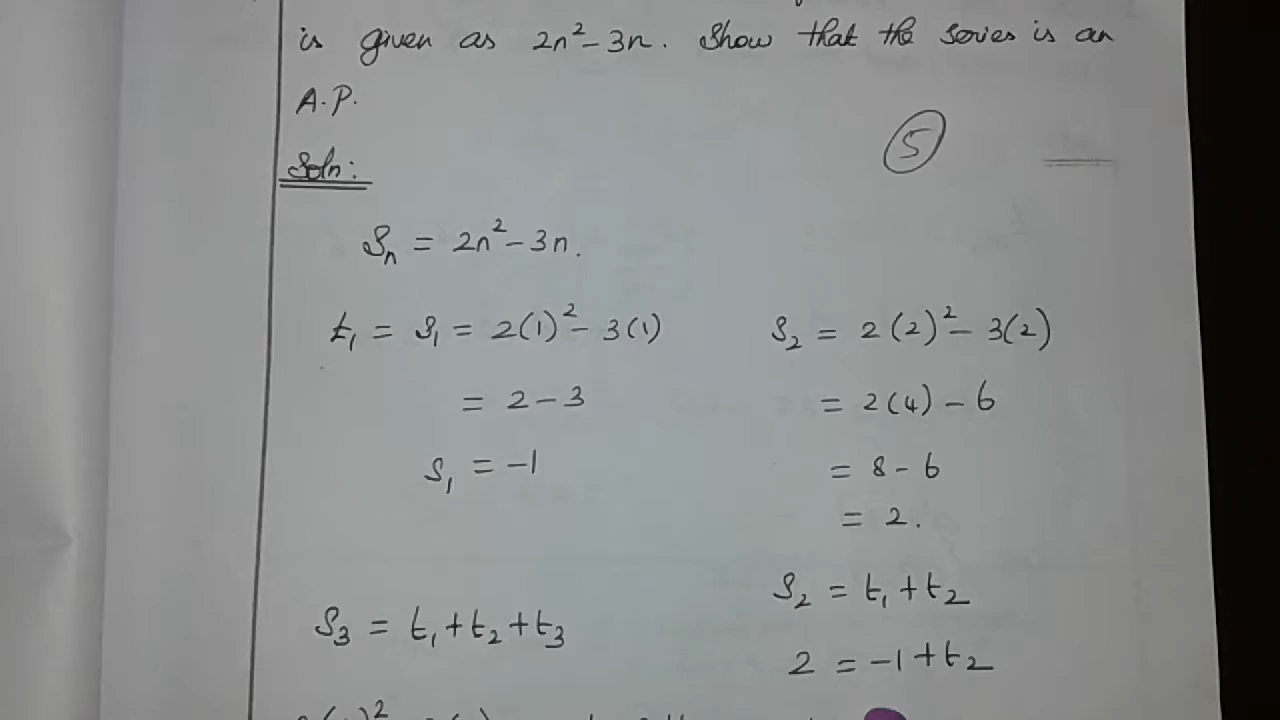 is given as 2n² - 3n. Show that the series is an
A.P.
5
Soln:
Sₙ = 2n² - 3n.
t₁ = S₁ = 2(1)² - 3(1)
= 2 - 3
S₁ = -1
S₂ = 2(2)² - 3(2)
= 2(4) - 6
= 8 - 6
= 2.
S₂ = t₁ + t₂
2 = -1 + t₂
S₃ = t₁ + t₂ + t₃